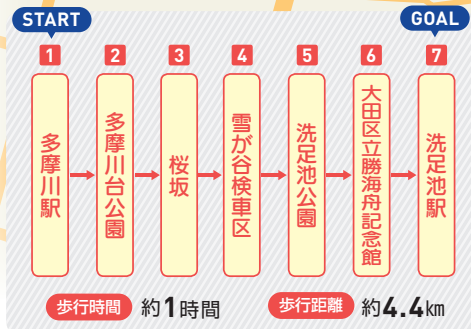 START
GOAL
1
多摩川駅
2
多摩川台公園
3
桜坂
4
雪が谷検車区
5
洗足池公園
6
大田区立勝海舟記念館
7
洗足池駅
歩行時間 約1時間
歩行距離 約4.4km